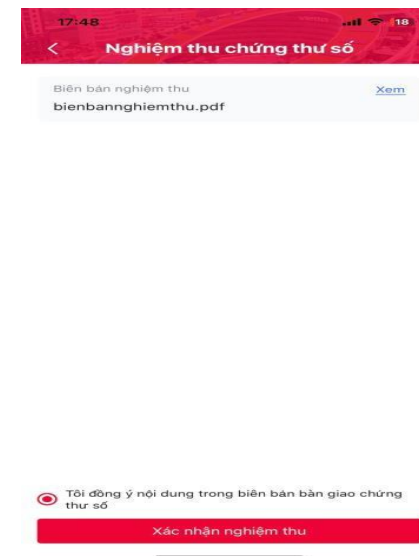 17:48
18
Nghiệm thu chứng thư số
Biên bản nghiệm thu
Xem
bienbannghiemthu.pdf
Tôi đồng ý nội dung trong biên bản bàn giao chứng
thư số
Xác nhận nghiệm thu